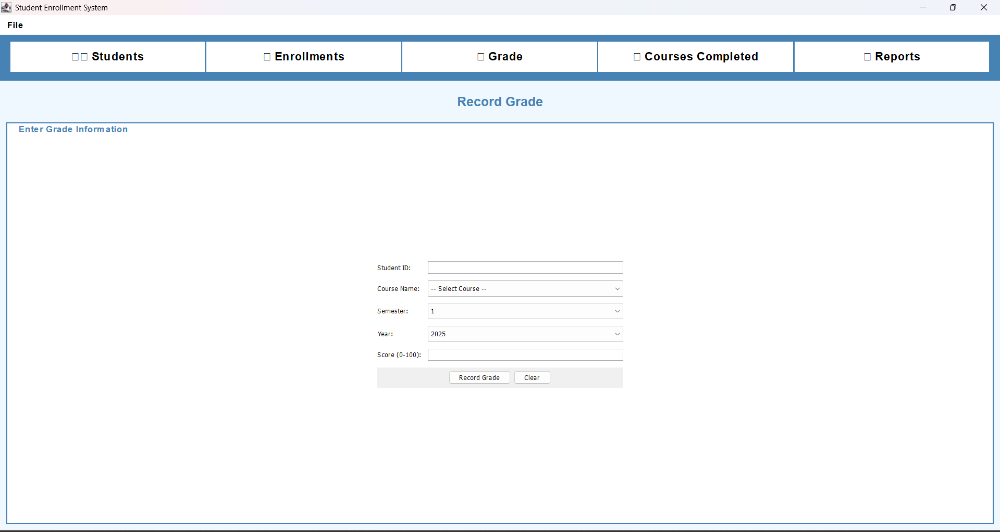 Student Enrollment System
File
Students
Enrollments
Grade
Courses Completed
Reports
Record Grade
Enter Grade Information
Student ID:
Course Name: -- Select Course --
Semester: 1
Year: 2025
Score (0-100):
Record Grade Clear